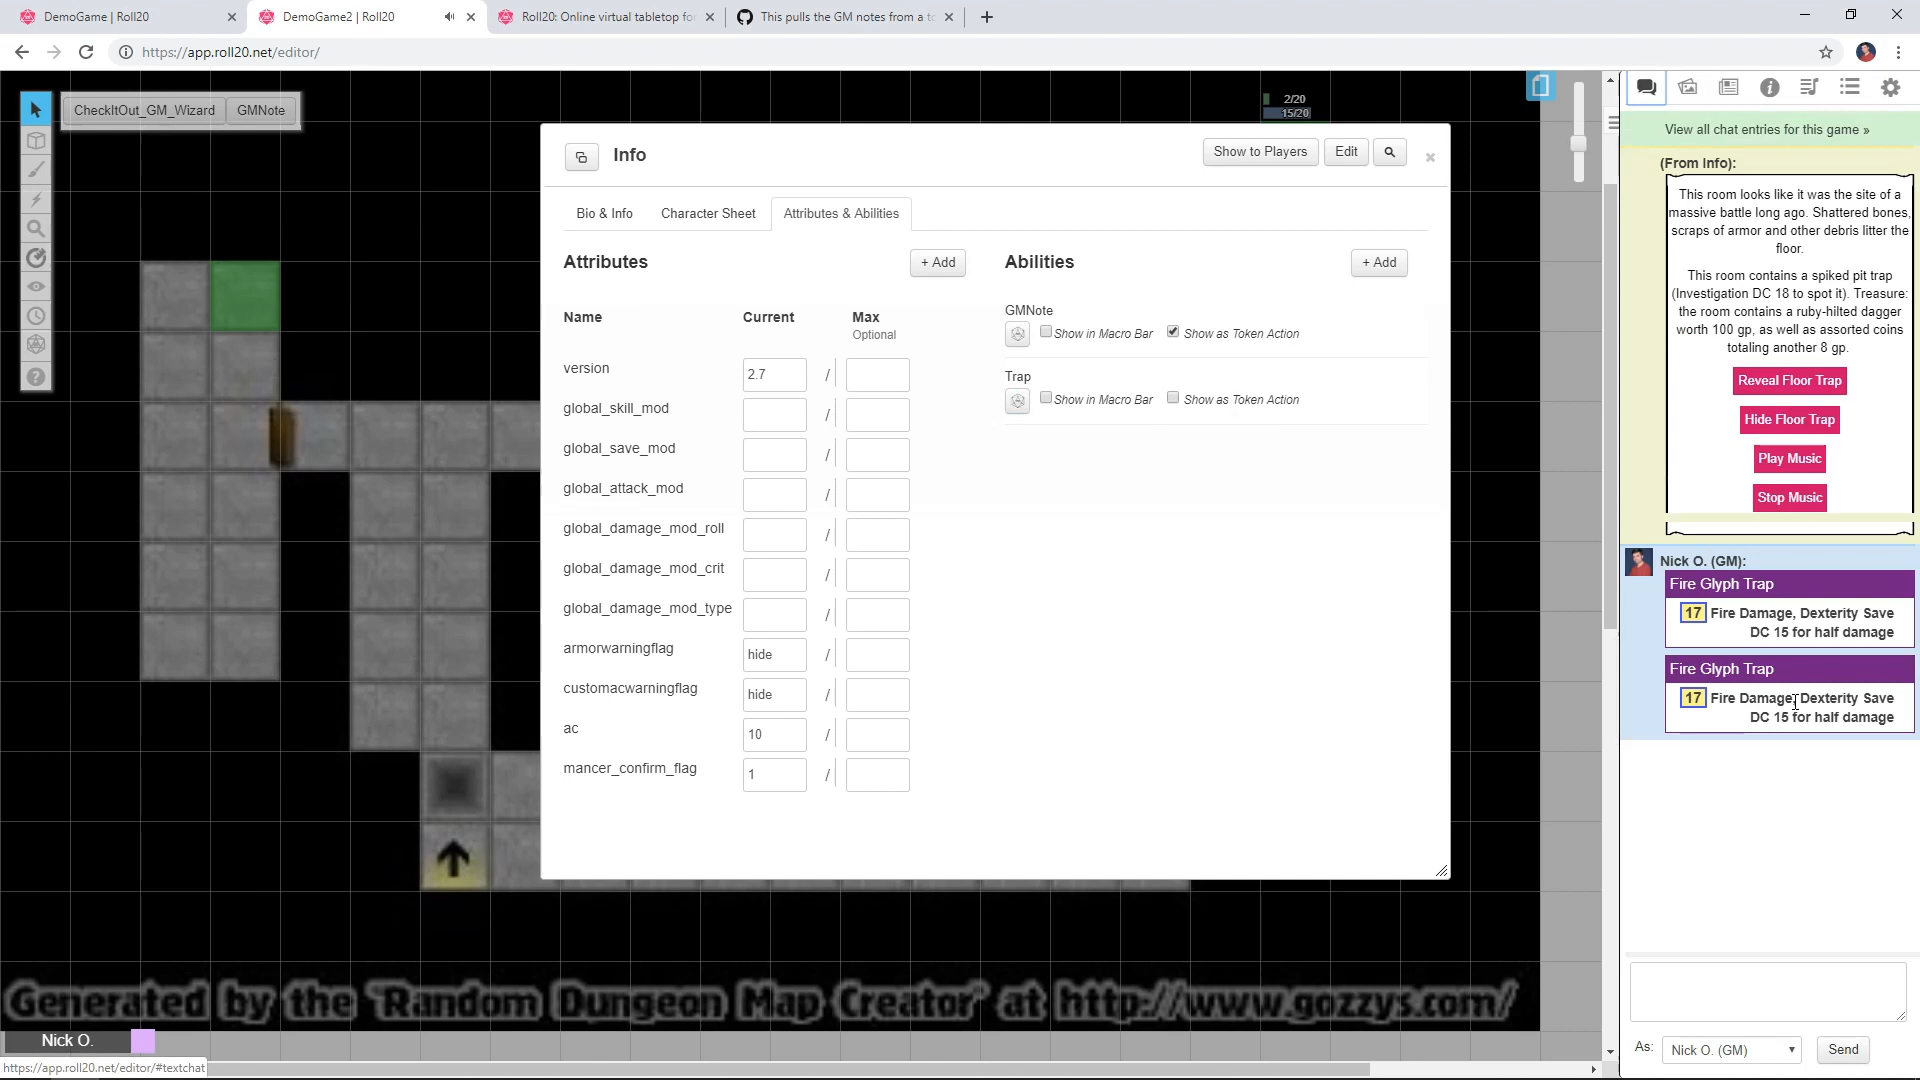 DemoGame | Roll20
DemoGame2 | Roll20
Roll20: Online virtual tabletop fo
This pulls the GM notes from a t
https://app.roll20.net/editor/
CheckItOut_GM_Wizard
GMNote
2/20
15/20
Info
Show to Players
Edit
Bio & Info
Character Sheet
Attributes & Abilities
Attributes
+ Add
Name
Current
Max
Optional
version
2.7
/
global_skill_mod
/
global_save_mod
/
global_attack_mod
/
global_damage_mod_roll
/
global_damage_mod_crit
/
global_damage_mod_type
/
armorwarningflag
hide
/
customacwarningflag
hide
/
ac
10
/
mancer_confirm_flag
1
/
Abilities
+ Add
GMNote
Show in Macro Bar
Show as Token Action
Trap
Show in Macro Bar
Show as Token Action
View all chat entries for this game »
(From Info):
This room looks like it was the site of a
massive battle long ago. Shattered bones,
scraps of armor and other debris litter the
floor.
This room contains a spiked pit trap
(Investigation DC 18 to spot it). Treasure:
the room contains a ruby-hilted dagger
worth 100 gp, as well as assorted coins
totaling another 8 gp.
Reveal Floor Trap
Hide Floor Trap
Play Music
Stop Music
Nick O. (GM):
Fire Glyph Trap
17 Fire Damage, Dexterity Save
DC 15 for half damage
Fire Glyph Trap
17 Fire Damage, Dexterity Save
DC 15 for half damage
As:
Nick O. (GM)
Send
Generated by the "Random Dungeon Map Creator" at http://www.gozzys.com/
Nick O.
https://app.roll20.net/editor/#textchat